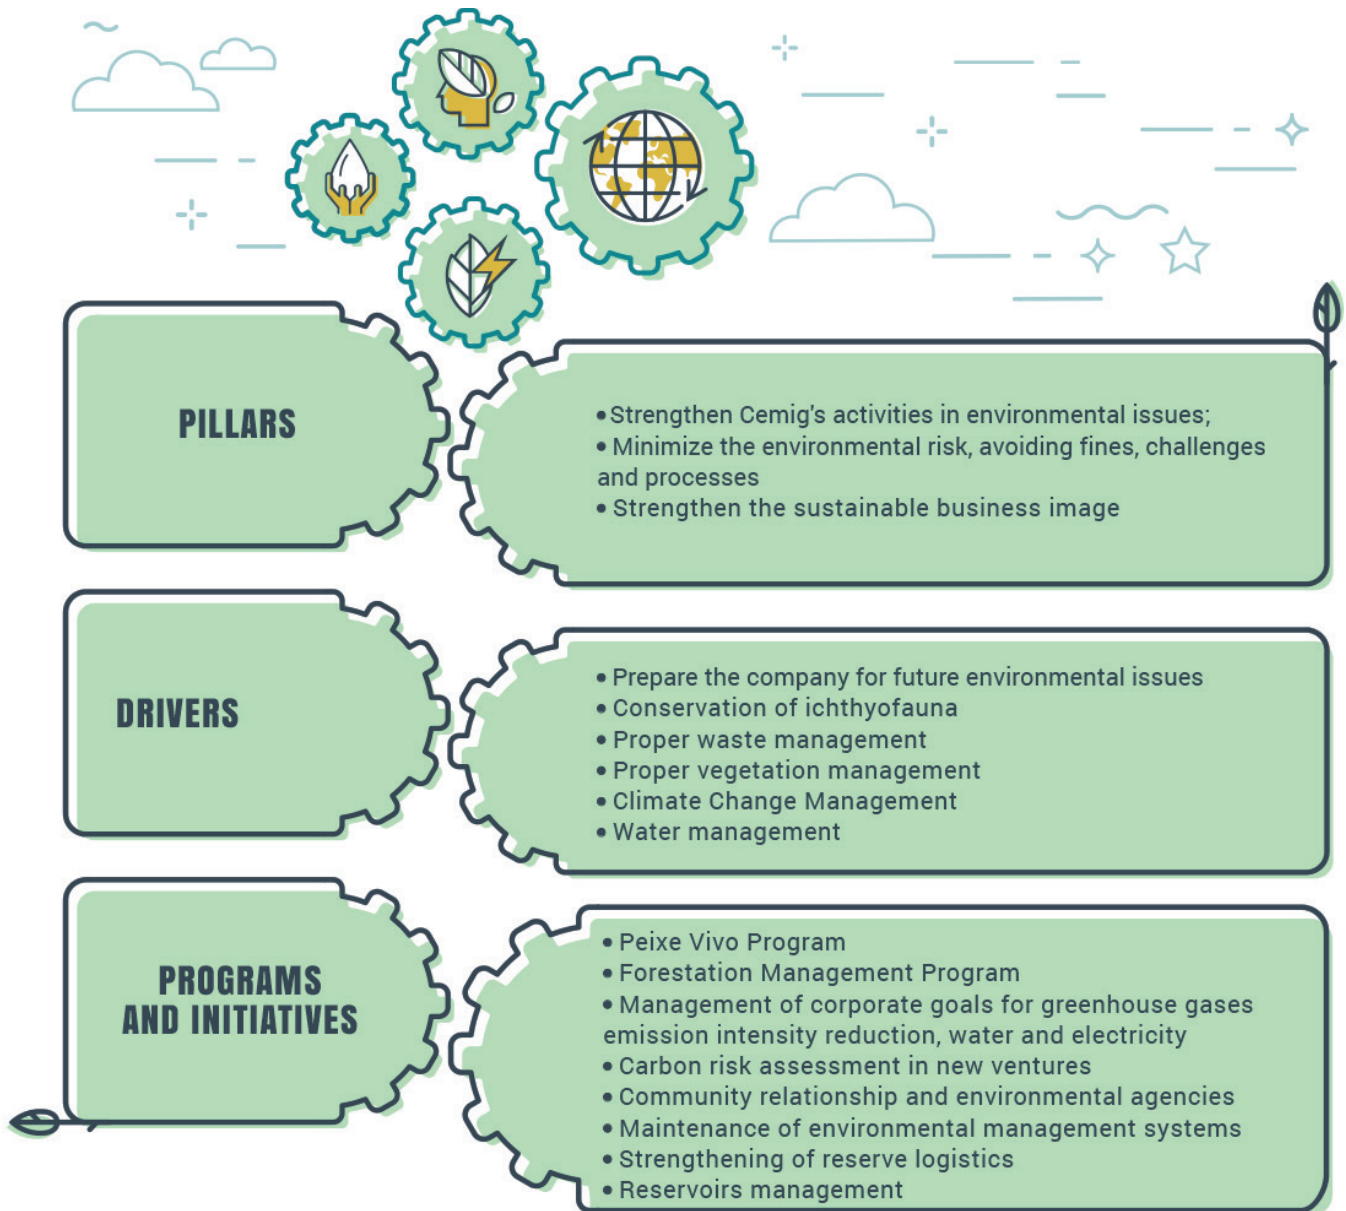 PILLARS
•Strengthen Cemig's activities in environmental issues;
• Minimize the environmental risk, avoiding fines, challenges
and processes
• Strengthen the sustainable business image
DRIVERS
• Prepare the company for future environmental issues
• Conservation of ichthyofauna
• Proper waste management
• Proper vegetation management
• Climate Change Management
• Water management
PROGRAMS
AND INITIATIVES
• Peixe Vivo Program
• Forestation Management Program
• Management of corporate goals for greenhouse gases
emission intensity reduction, water and electricity
• Carbon risk assessment in new ventures
• Community relationship and environmental agencies
• Maintenance of environmental management systems
• Strengthening of reserve logistics
• Reservoirs management